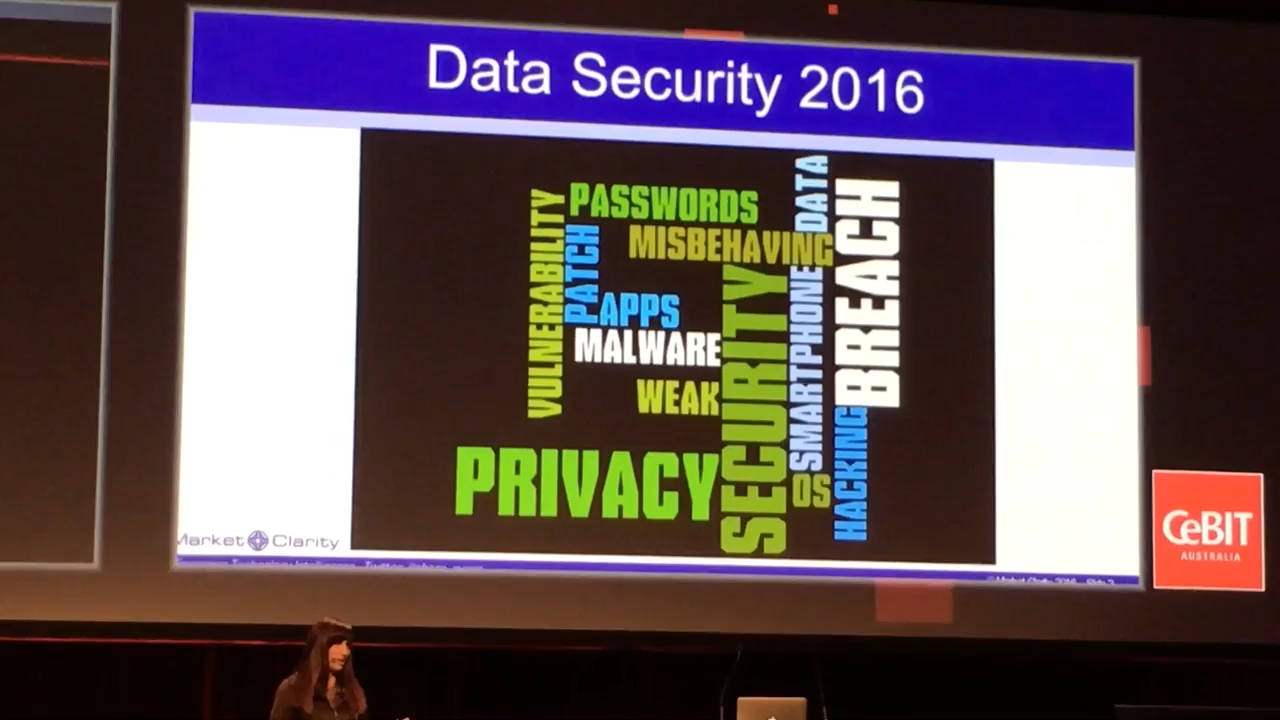 Data Security 2016
DATA
PASSWORDS
BREACH
VULNERABILITY
PATCH
MISBEHAVING
SECURITY
SMARTPHONE
APPS
MALWARE
WEAK
HACKING
PRIVACY
OS
Market Clarity
CeBIT
AUSTRALIA